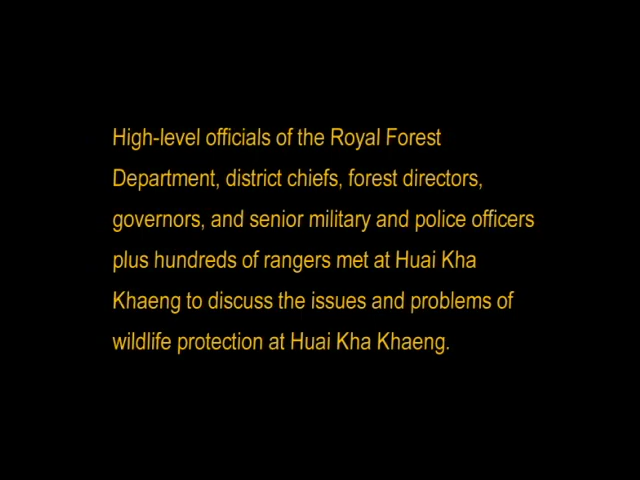 High-level officials of the Royal Forest
Department, district chiefs, forest directors,
governors, and senior military and police officers
plus hundreds of rangers met at Huai Kha
Khaeng to discuss the issues and problems of
wildlife protection at Huai Kha Khaeng.